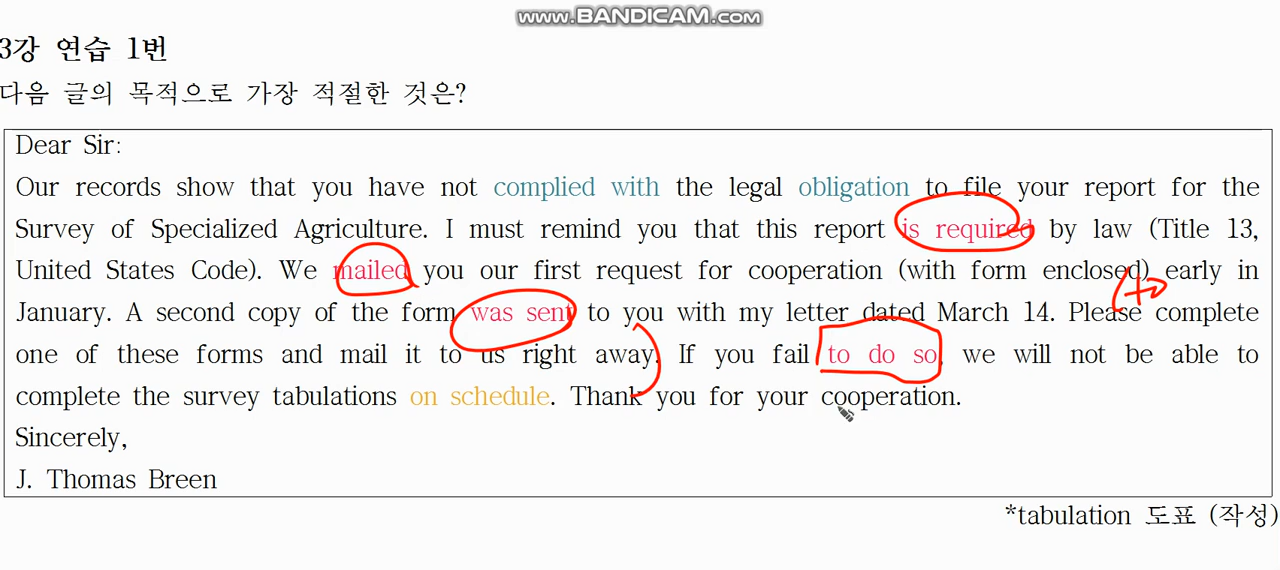 www.BANDICAM.com
3강 연습 1번
다음 글의 목적으로 가장 적절한 것은?
Dear Sir:
Our records show that you have not complied with the legal obligation to file your report for the
Survey of Specialized Agriculture. I must remind you that this report is required by law (Title 13,
United States Code). We mailed you our first request for cooperation (with form enclosed) early in
January. A second copy of the form was sent to you with my letter dated March 14. Please complete
one of these forms and mail it to us right away. If you fail to do so, we will not be able to
complete the survey tabulations on schedule. Thank you for your cooperation.
Sincerely,
J. Thomas Breen
*tabulation 도표 (작성)